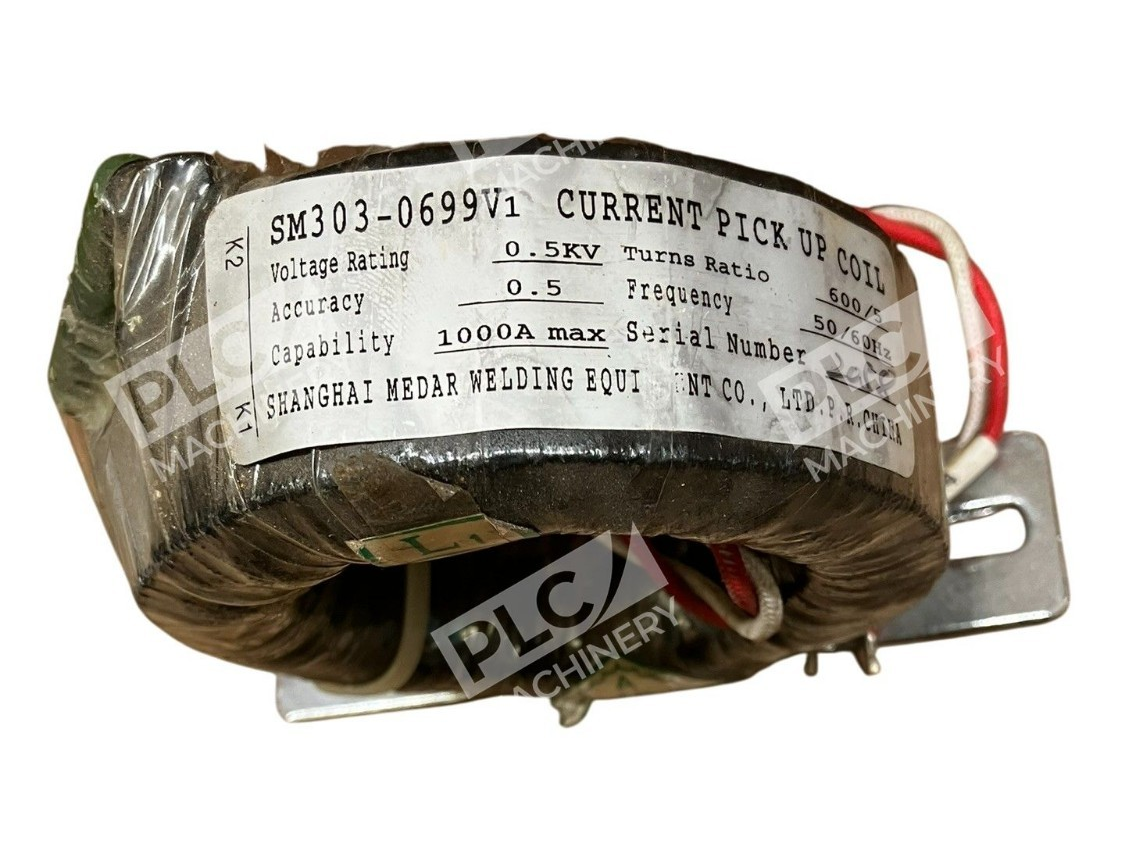 SM303-0699V1 CURRENT PICK UP COIL
Voltage Rating 0.5KV Turns Ratio 600/5
Accuracy 0.5 Frequency 50/60Hz
Capability 1000A max Serial Number
SHANGHAI MEDAR WELDING EQUI NT CO., LTD.P.R.CHINA
K2
K1
PLC MACHINERY
PLC MACHINERY
PLC MACHINERY
MACHINERY